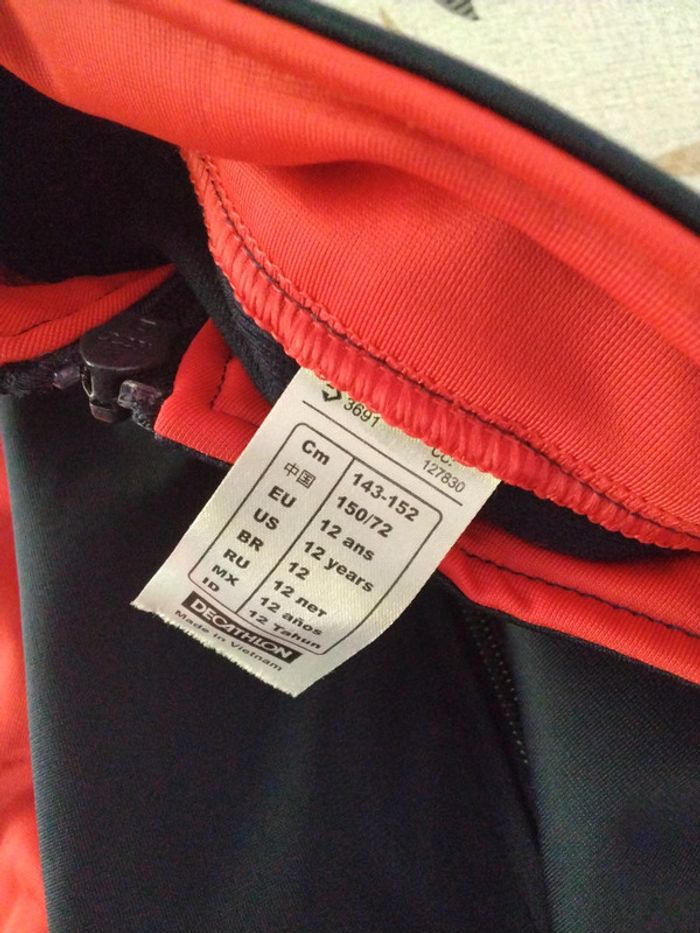 3691
127830
Cm 143-152
中国 150/72
EU 12 ans
US 12 years
BR 12
RU 12 лет
MX 12 años
ID 12 Tahun
DECATHLON
Made in Vietnam